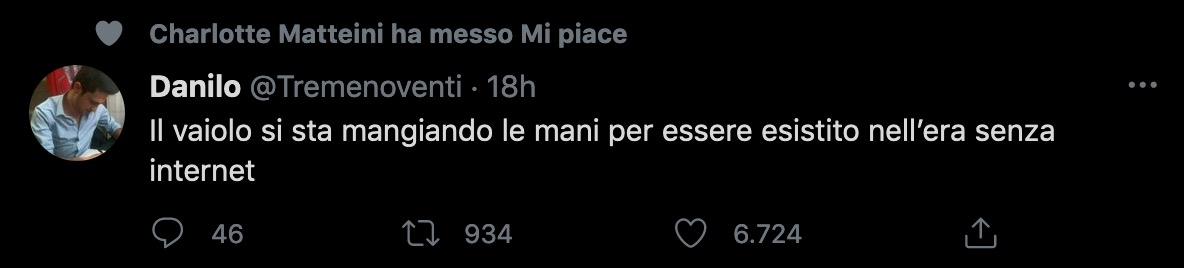 Charlotte Matteini ha messo Mi piace
Danilo @Tremenoventi · 18h
Il vaiolo si sta mangiando le mani per essere esistito nell’era senza
internet
46 934 6.724